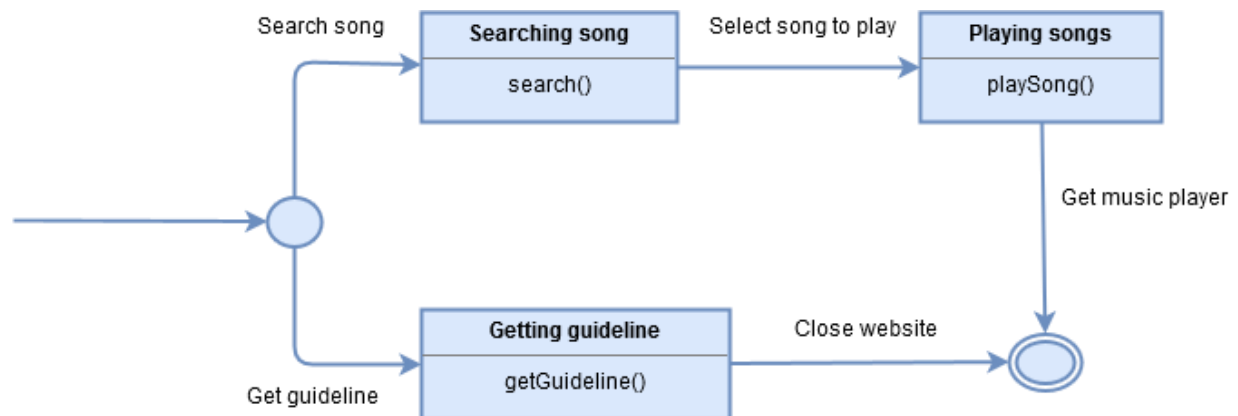 Search song
Searching song
search()
Select song to play
Playing songs
playSong()
Get music player
Get guideline
Getting guideline
getGuideline()
Close website